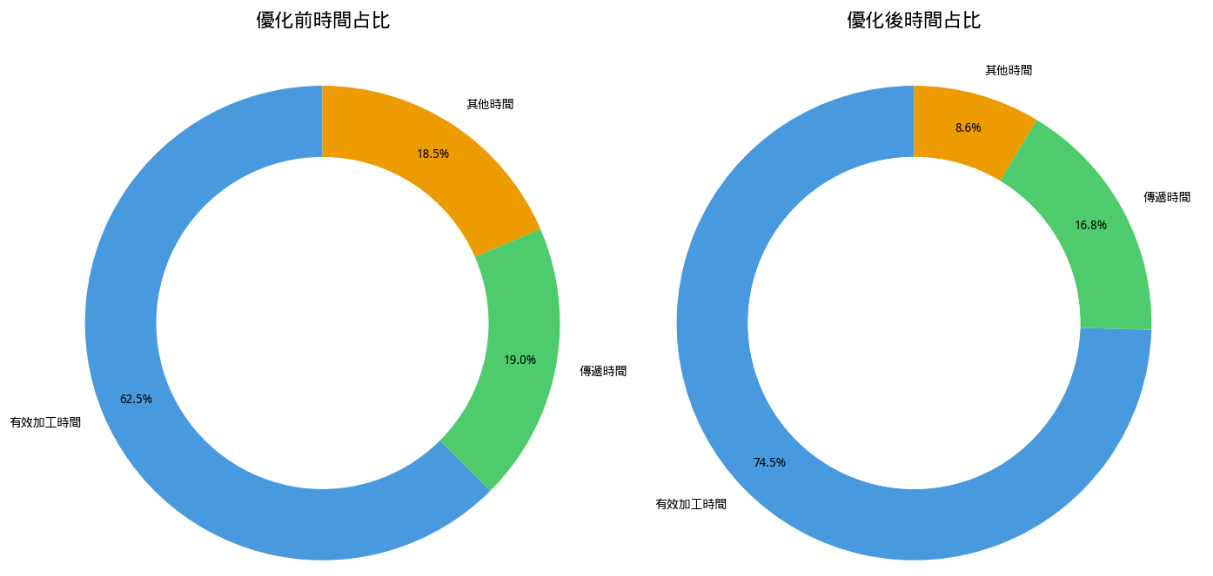 優化前時間占比
其他時間
18.5%
19.0%
傳遞時間
62.5%
有效加工時間
優化後時間占比
其他時間
8.6%
傳遞時間
16.8%
74.5%
有效加工時間